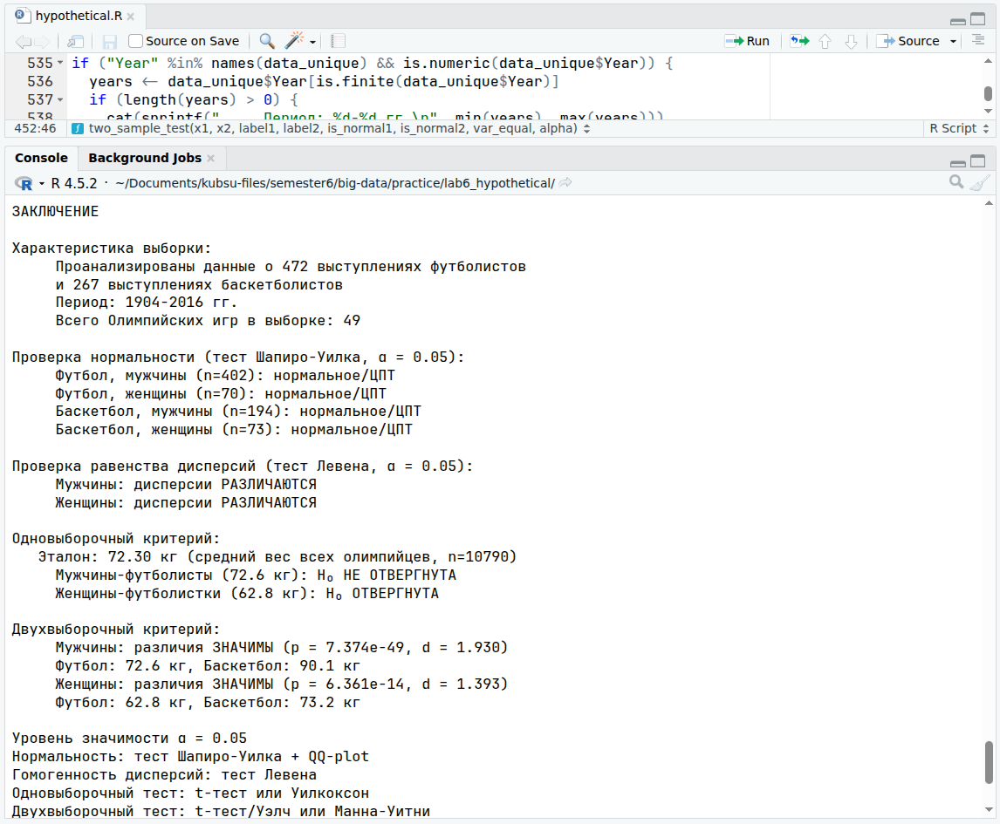 hypothetical.R
Source on Save
Run
Source
535 if ("Year" %in% names(data_unique) && is.numeric(data_unique$Year)) {
536 years <- data_unique$Year[is.finite(data_unique$Year)]
537 if (length(years) > 0) {
538 cat(sprintf("     Период: %d-%d гг.\n", min(years), max(years)))
452:46 two_sample_test(x1, x2, label1, label2, is_normal1, is_normal2, var_equal, alpha) R Script
Console Background Jobs
R 4.5.2 · ~/Documents/kubsu-files/semester6/big-data/practice/lab6_hypothetical/
ЗАКЛЮЧЕНИЕ
Характеристика выборки:
Проанализированы данные о 472 выступлениях футболистов
и 267 выступлениях баскетболистов
Период: 1904-2016 гг.
Всего Олимпийских игр в выборке: 49
Проверка нормальности (тест Шапиро-Уилка, α = 0.05):
Футбол, мужчины (n=402): нормальное/ЦПТ
Футбол, женщины (n=70): нормальное/ЦПТ
Баскетбол, мужчины (n=194): нормальное/ЦПТ
Баскетбол, женщины (n=73): нормальное/ЦПТ
Проверка равенства дисперсий (тест Левена, α = 0.05):
Мужчины: дисперсии РАЗЛИЧАЮТСЯ
Женщины: дисперсии РАЗЛИЧАЮТСЯ
Одновыборочный критерий:
Эталон: 72.30 кг (средний вес всех олимпийцев, n=10790)
Мужчины-футболисты (72.6 кг): H₀ НЕ ОТВЕРГНУТА
Женщины-футболистки (62.8 кг): H₀ ОТВЕРГНУТА
Двухвыборочный критерий:
Мужчины: различия ЗНАЧИМЫ (p = 7.374e-49, d = 1.930)
Футбол: 72.6 кг, Баскетбол: 90.1 кг
Женщины: различия ЗНАЧИМЫ (p = 6.361e-14, d = 1.393)
Футбол: 62.8 кг, Баскетбол: 73.2 кг
Уровень значимости α = 0.05
Нормальность: тест Шапиро-Уилка + QQ-plot
Гомогенность дисперсий: тест Левена
Одновыборочный тест: t-тест или Уилкоксон
Двухвыборочный тест: t-тест/Уэлч или Манна-Уитни